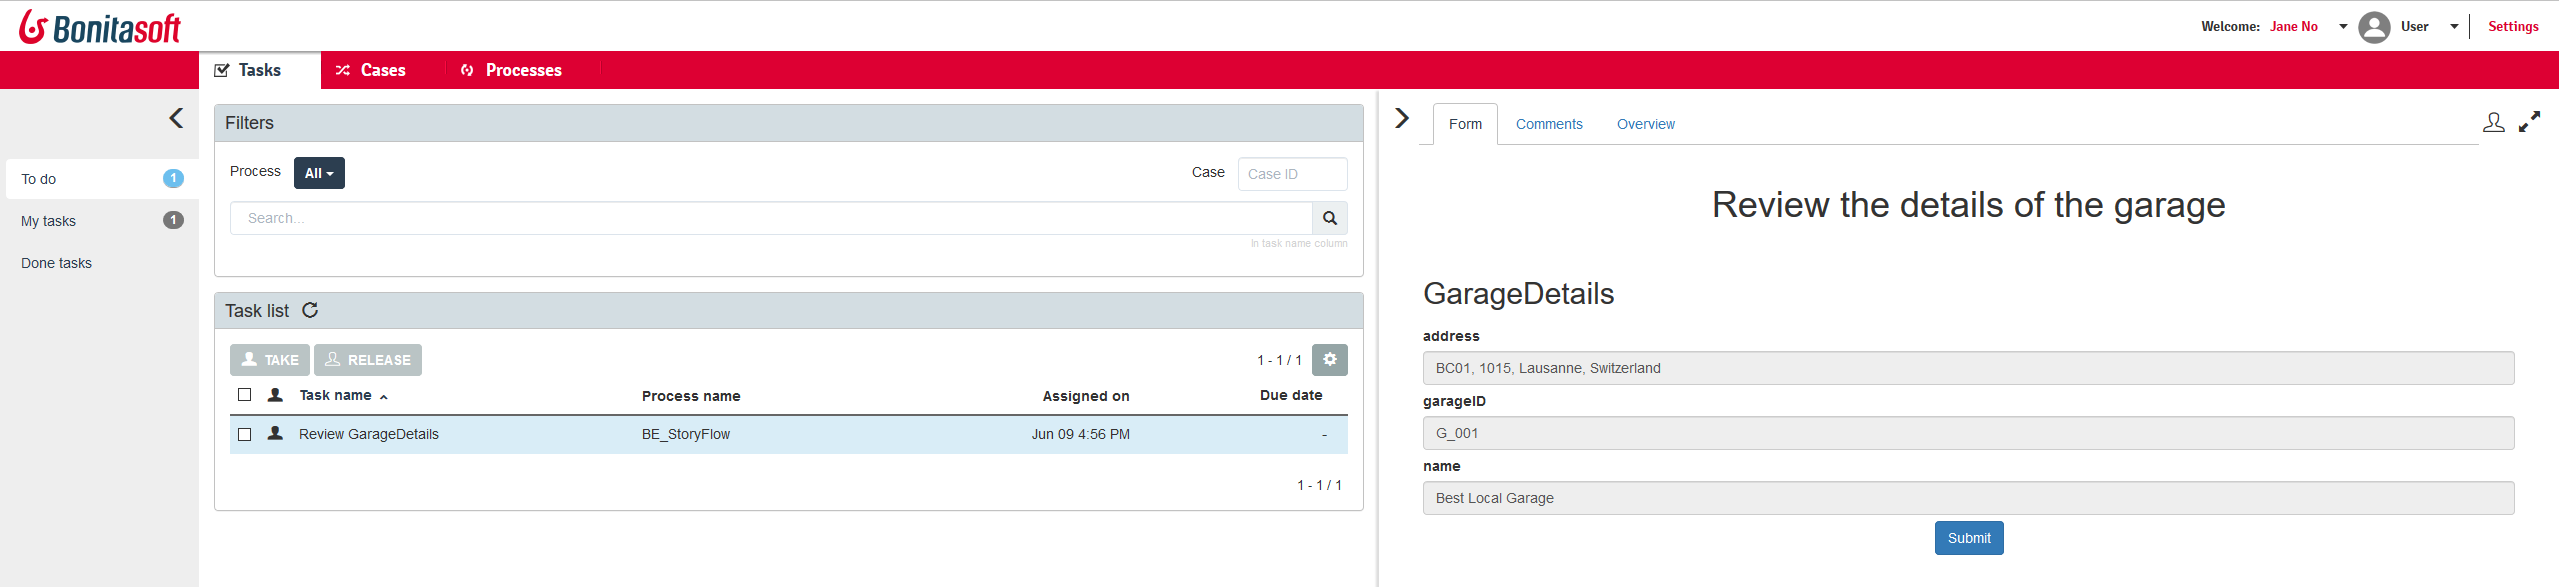 Bonitasoft
Welcome: Jane No User Settings
Tasks Cases Processes
To do 1
My tasks 1
Done tasks
Filters
Process All Case Case ID
Search...
In task name column
Task list
TAKE RELEASE 1 - 1 / 1
Task name Process name Assigned on Due date
Review GarageDetails BE_StoryFlow Jun 09 4:56 PM -
1 - 1 / 1
Form Comments Overview
Review the details of the garage
GarageDetails
address
BC01, 1015, Lausanne, Switzerland
garageID
G_001
name
Best Local Garage
Submit